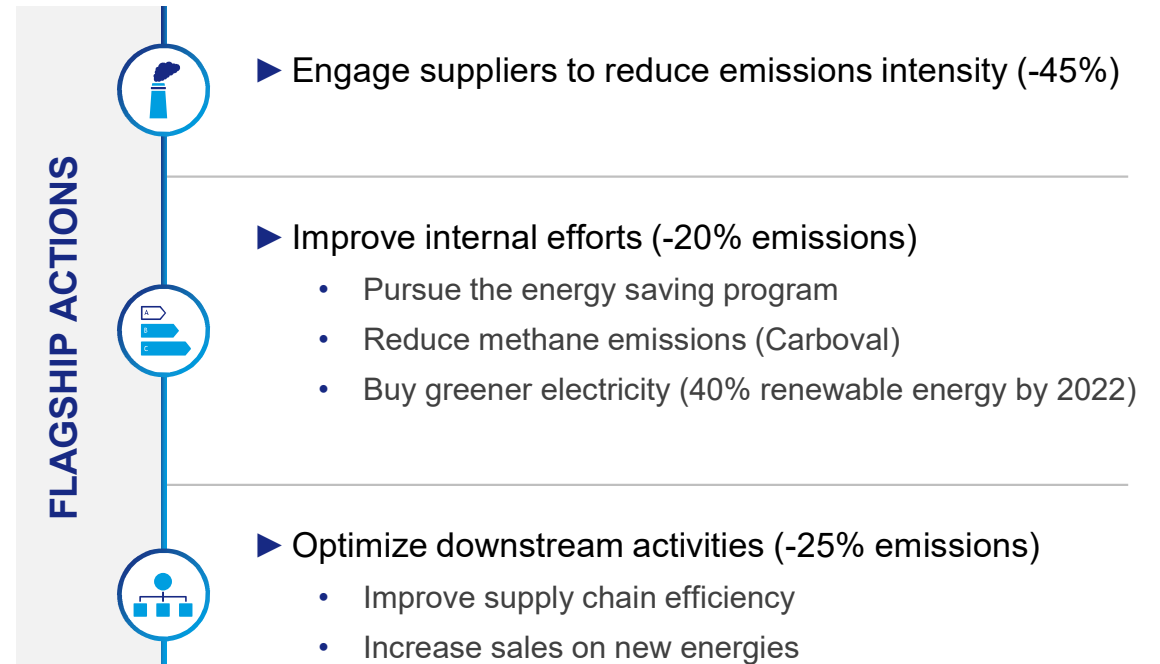 FLAGSHIP ACTIONS
► Engage suppliers to reduce emissions intensity (-45%)
► Improve internal efforts (-20% emissions)
• Pursue the energy saving program
• Reduce methane emissions (Carboval)
• Buy greener electricity (40% renewable energy by 2022)
A
B
C
► Optimize downstream activities (-25% emissions)
• Improve supply chain efficiency
• Increase sales on new energies